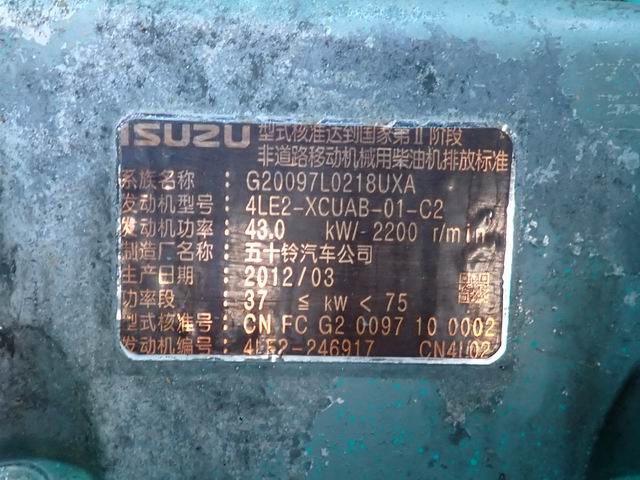 ISUZU 型式核准达到国家第Ⅱ阶段
非道路移动机械用柴油机排放标准
系族名称 : G20097L0218UXA
发动机型号 : 4LE2-XCUAB-01-C2
发动机功率 : 43.0 kW/ 2200 r/min
制造厂名称 : 五十铃汽车公司
生产日期 : 2012/03
功率段 : 37 ≦ kW < 75
型式核准号 : CN FC G2 0097 10 0002
发动机编号 : 4LE2-246917 CN4L02